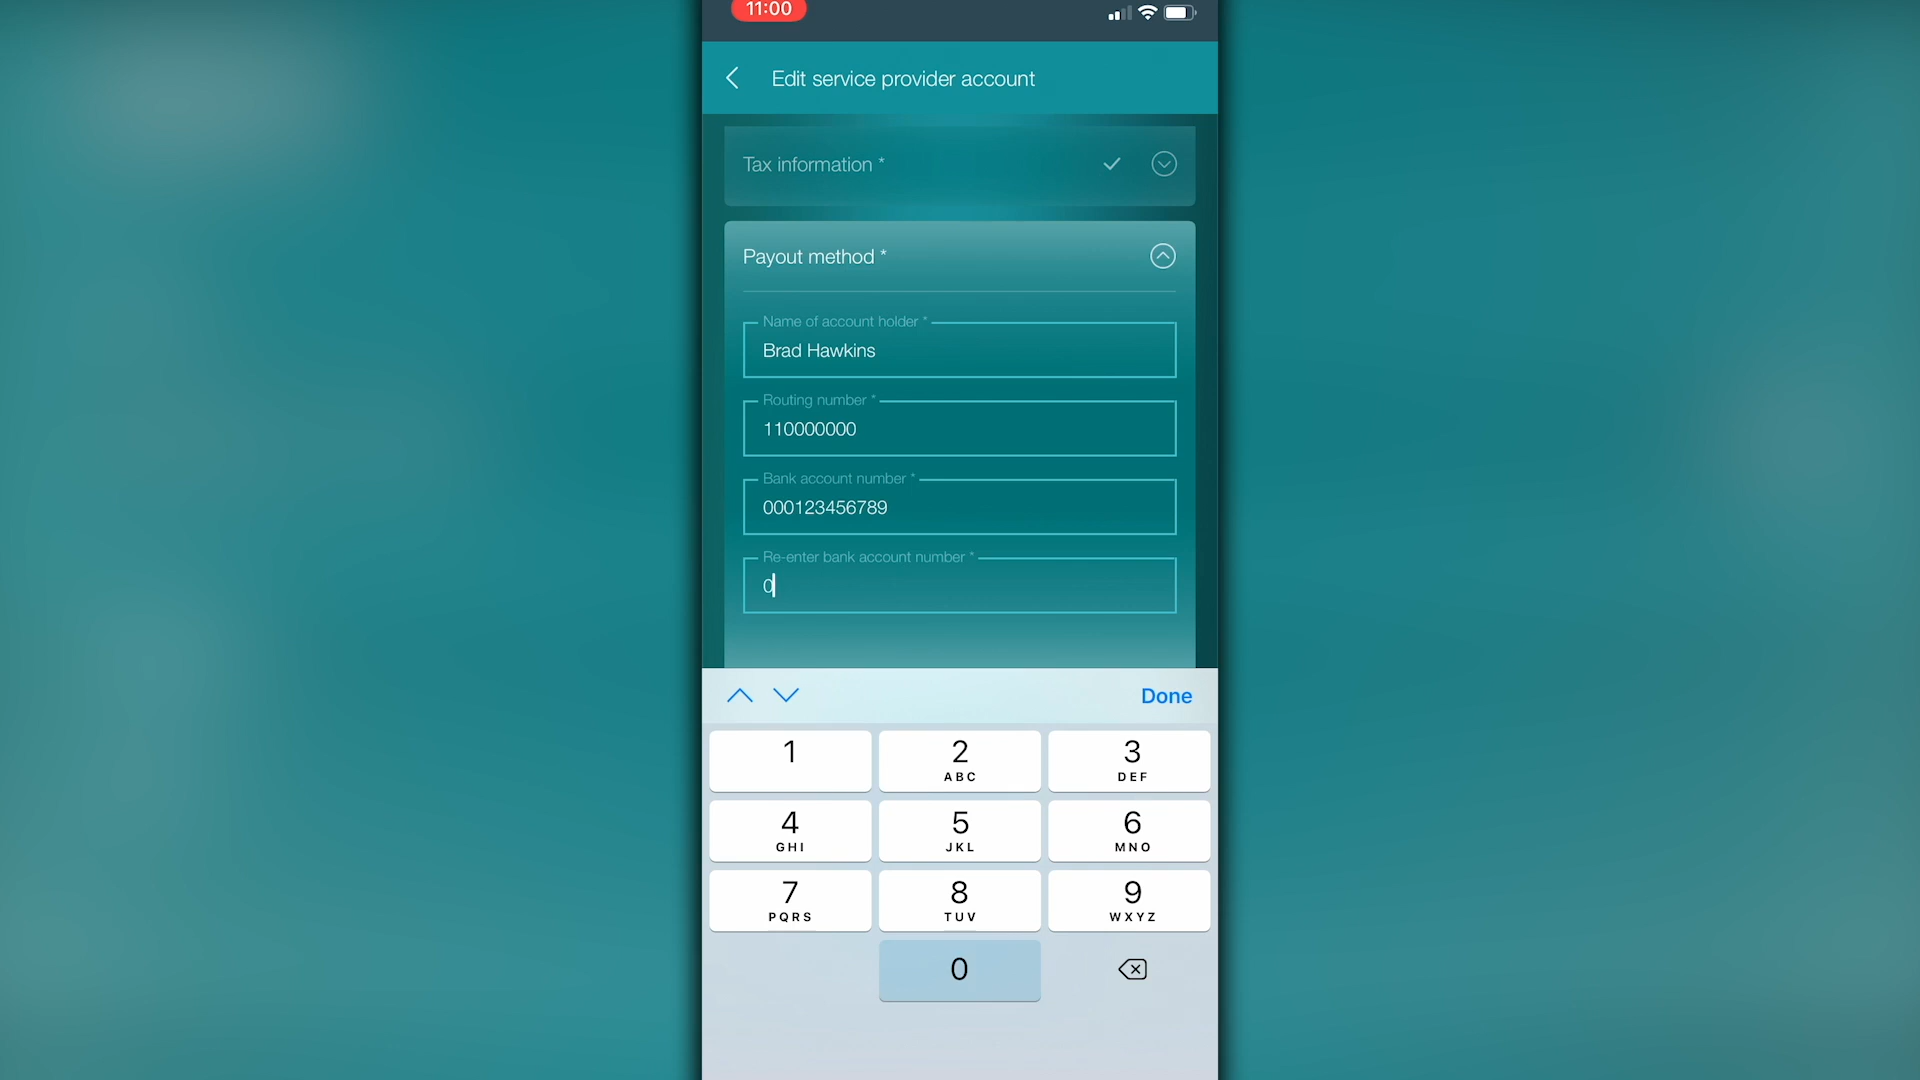 11:00
Edit service provider account
Tax information *
Payout method *
Name of account holder *
Brad Hawkins
Routing number *
110000000
Bank account number *
000123456789
Re-enter bank account number *
0
Done
1
2
ABC
3
DEF
4
GHI
5
JKL
6
MNO
7
PQRS
8
TUV
9
WXYZ
0